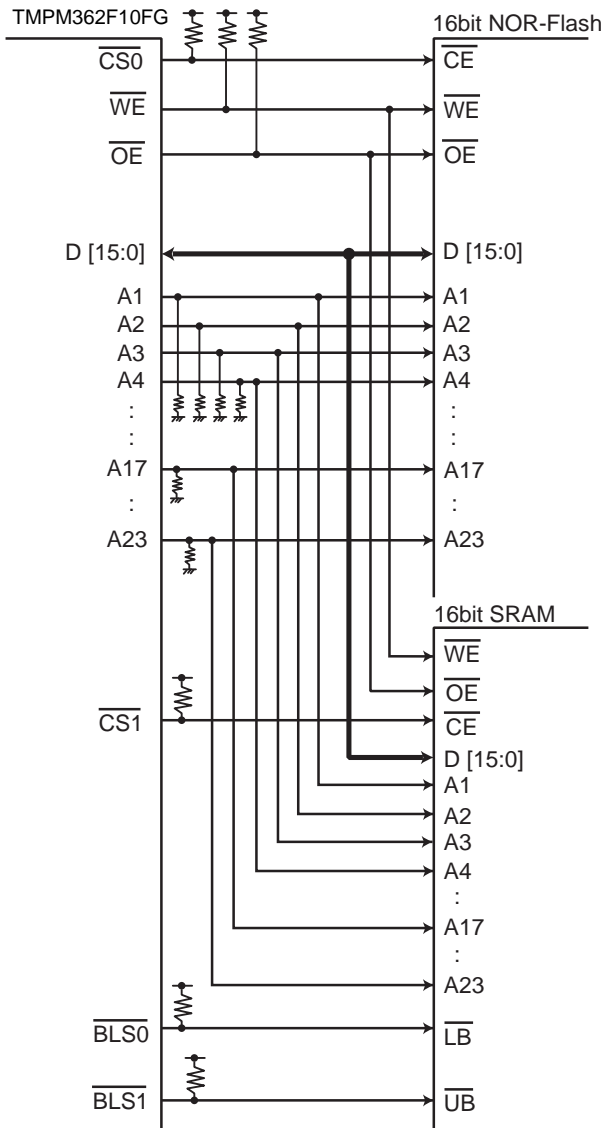 TMPM362F10FG
16bit NOR-Flash
CS0
CE
WE
WE
OE
OE
D [15:0]
D [15:0]
A1
A1
A2
A2
A3
A3
A4
A4
:
:
:
:
A17
A17
:
:
A23
A23
16bit SRAM
WE
OE
CS1
CE
D [15:0]
A1
A2
A3
A4
:
A17
:
A23
BLS0
LB
BLS1
UB